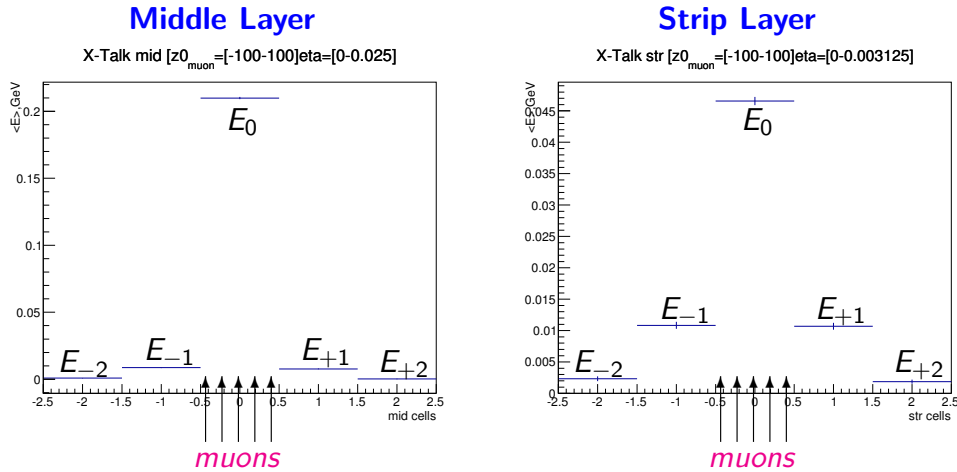 Middle Layer
X-Talk mid [z0muon=[-100-100]eta=[0-0.025]
<E>,GeV
0.2
0.15
0.1
0.05
0
E0
E−2
E−1
E+1
E+2
-2.5 -2 -1.5 -1 -0.5 0 0.5 1 1.5 2 2.5
mid cells
muons
Strip Layer
X-Talk str [z0muon=[-100-100]eta=[0-0.003125]
<E>,GeV
0.045
0.04
0.035
0.03
0.025
0.02
0.015
0.01
0.005
0
E0
E−1
E+1
E−2
E+2
-2.5 -2 -1.5 -1 -0.5 0 0.5 1 1.5 2 2.5
str cells
muons